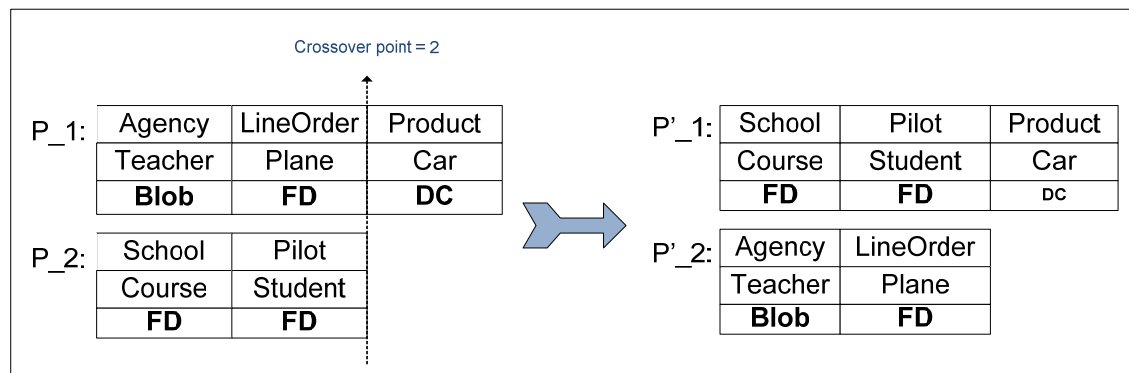 Crossover point = 2
P_1:
Agency LineOrder Product
Teacher Plane Car
Blob FD DC
P_2:
School Pilot
Course Student
FD FD
P'_1:
School Pilot Product
Course Student Car
FD FD DC
P'_2:
Agency LineOrder
Teacher Plane
Blob FD